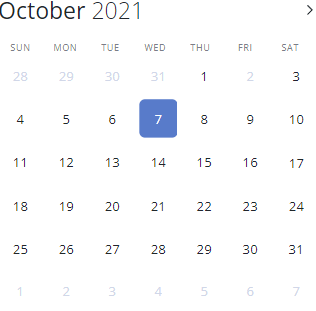 October 2021
SUN MON TUE WED THU FRI SAT
28 29 30 31 1 2 3
4 5 6 7 8 9 10
11 12 13 14 15 16 17
18 19 20 21 22 23 24
25 26 27 28 29 30 31
1 2 3 4 5 6 7